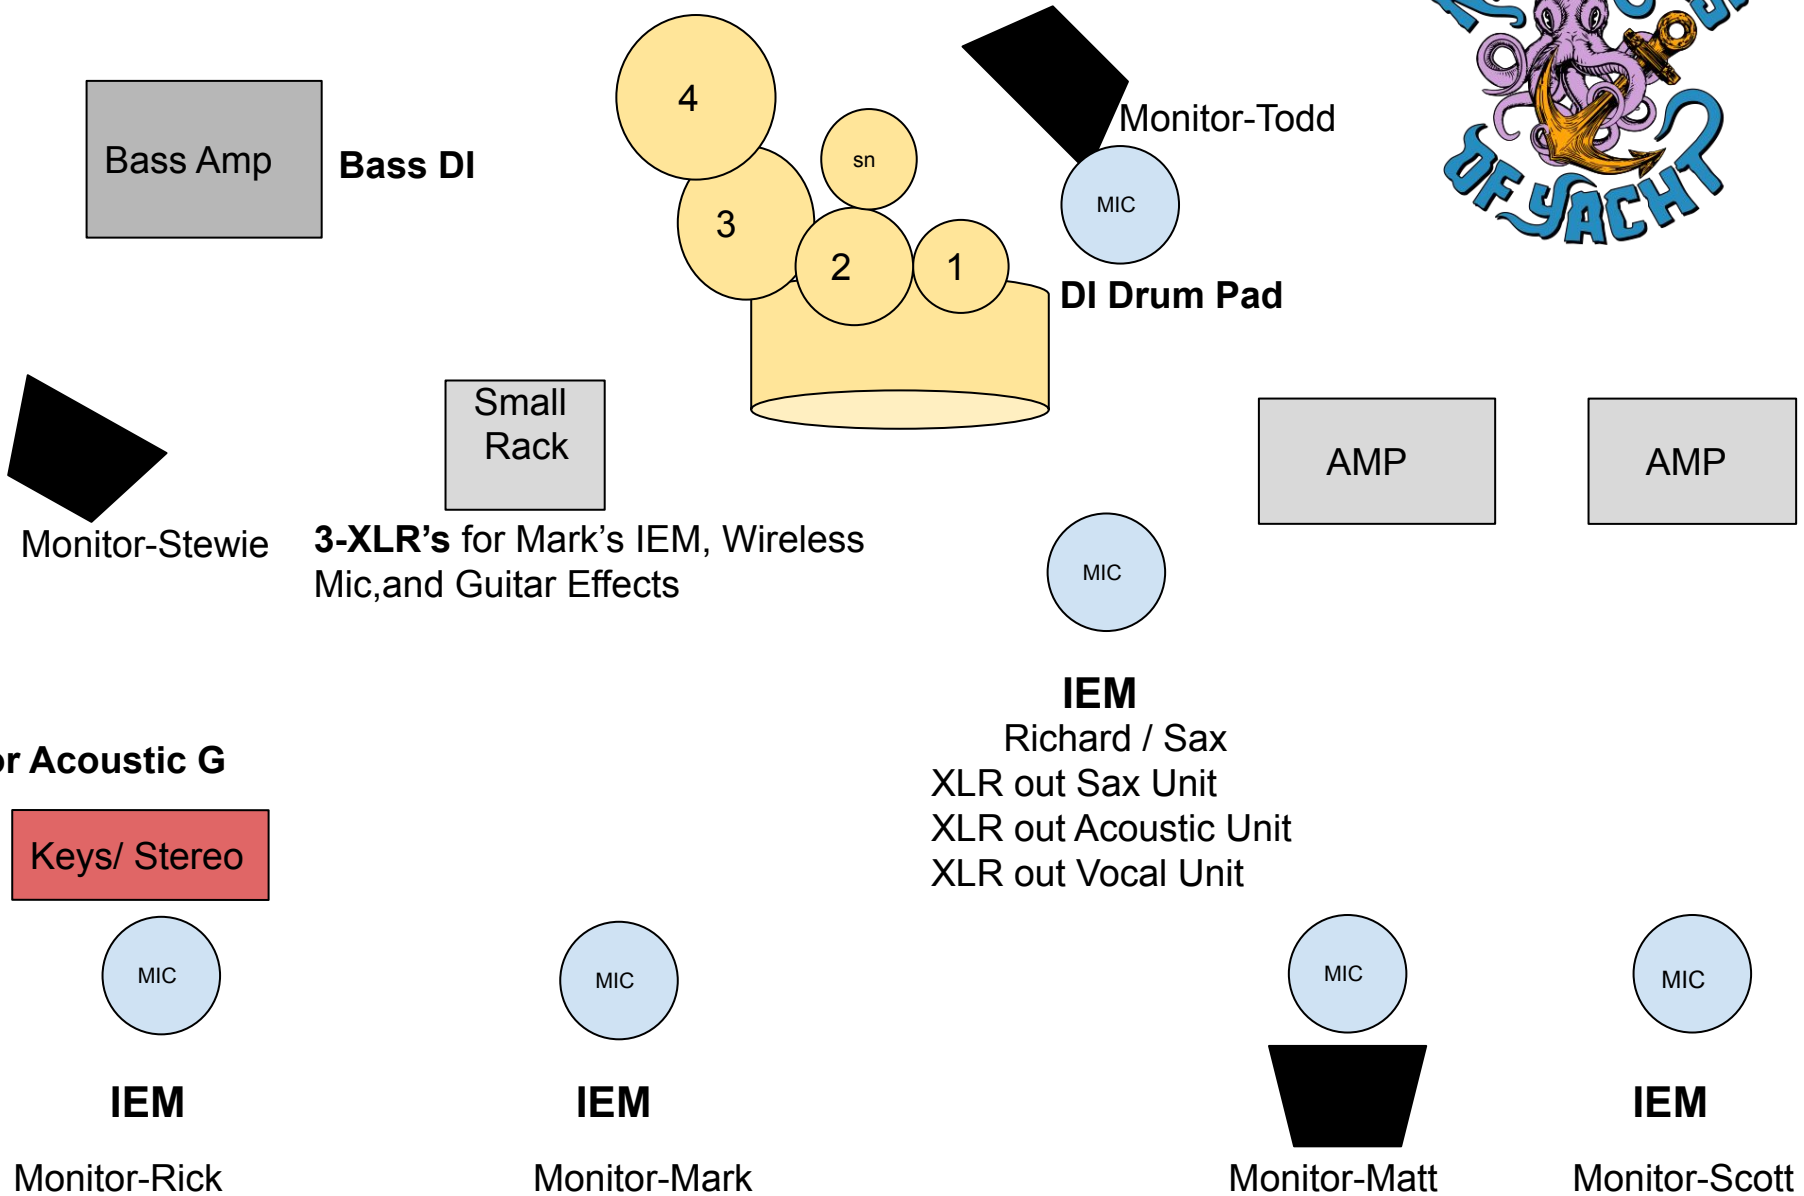 4
Monitor-Todd
Bass Amp
Bass DI
sn
MIC
OF YACHT
3
2
1
DI Drum Pad
Small
Rack
AMP
AMP
Monitor-Stewie
3-XLR's for Mark's IEM, Wireless
Mic,and Guitar Effects
MIC
IEM
Richard / Sax
XLR out Sax Unit
XLR out Acoustic Unit
XLR out Vocal Unit
or Acoustic G
Keys/ Stereo
MIC
MIC
MIC
MIC
IEM
IEM
IEM
Monitor-Rick
Monitor-Mark
Monitor-Matt
Monitor-Scott